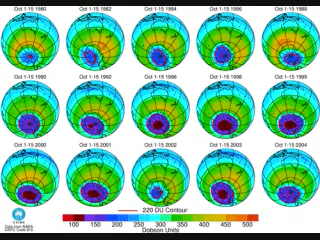 Oct 1-15 1980 Oct 1-15 1982 Oct 1-15 1984 Oct 1-15 1986 Oct 1-15 1988
Oct 1-15 1990 Oct 1-15 1992 Oct 1-15 1996 Oct 1-15 1998 Oct 1-15 1999
Oct 1-15 2000 Oct 1-15 2001 Oct 1-15 2002 Oct 1-15 2003 Oct 1-15 2004
220 DU Contour
Data from NASA
100 150 200 250 300 350 400 450 500
Dobson Units